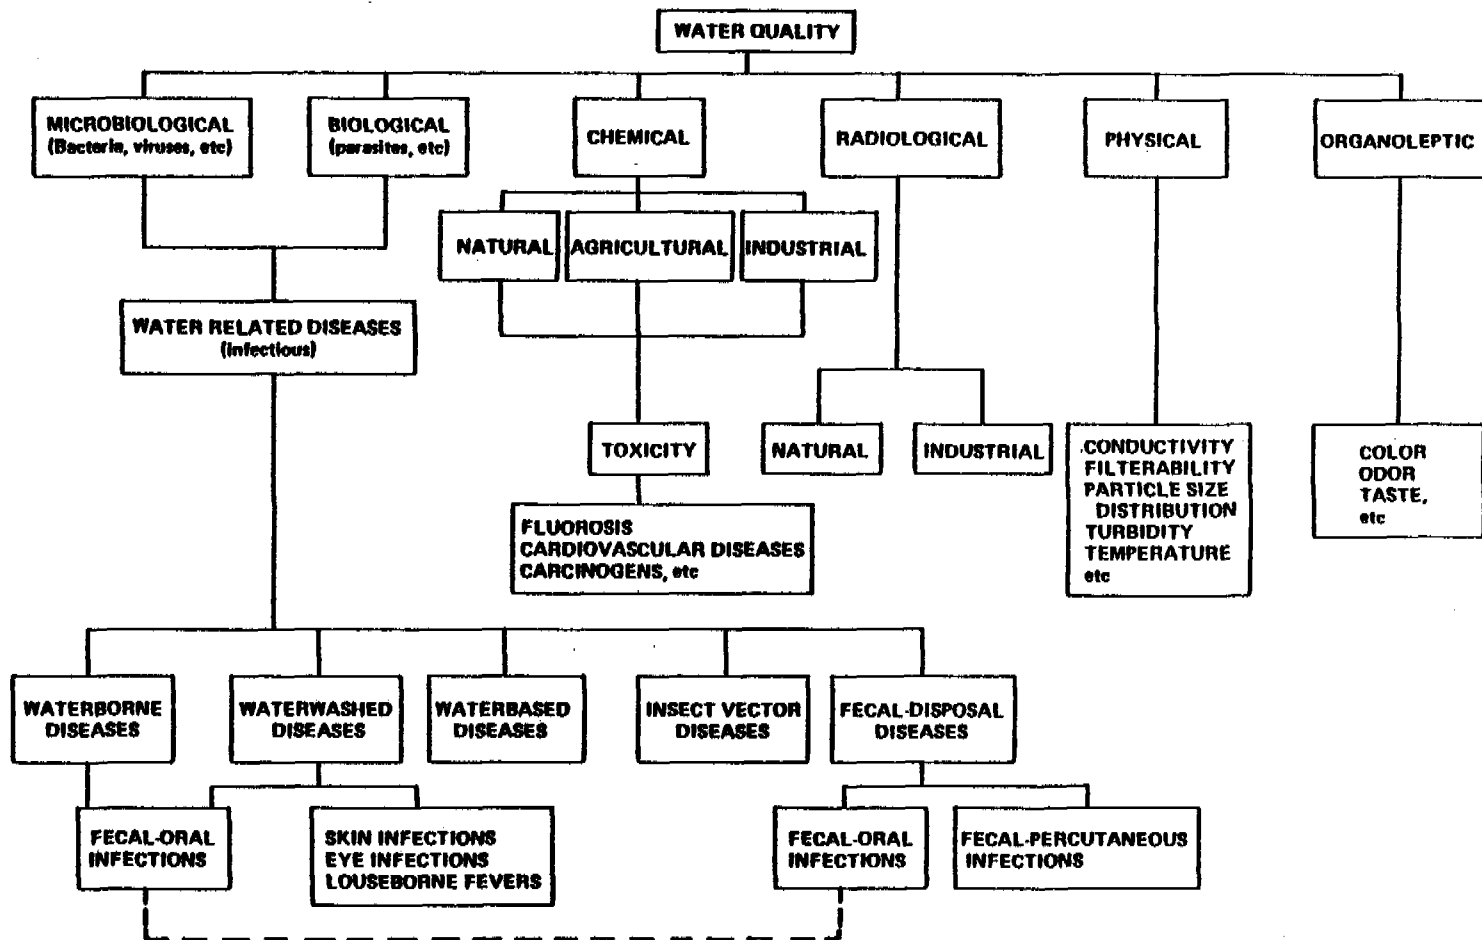 WATER QUALITY
MICROBIOLOGICAL
(Bacteria, viruses, etc)
BIOLOGICAL
(parasites, etc)
CHEMICAL
RADIOLOGICAL
PHYSICAL
ORGANOLEPTIC
NATURAL
AGRICULTURAL
INDUSTRIAL
WATER RELATED DISEASES
(infectious)
TOXICITY
NATURAL
INDUSTRIAL
CONDUCTIVITY
FILTERABILITY
PARTICLE SIZE
DISTRIBUTION
TURBIDITY
TEMPERATURE
etc
COLOR
ODOR
TASTE,
etc
FLUOROSIS
CARDIOVASCULAR DISEASES
CARCINOGENS, etc
WATERBORNE
DISEASES
WATERWASHED
DISEASES
WATERBASED
DISEASES
INSECT VECTOR
DISEASES
FECAL-DISPOSAL
DISEASES
FECAL-ORAL
INFECTIONS
SKIN INFECTIONS
EYE INFECTIONS
LOUSEBORNE FEVERS
FECAL-ORAL
INFECTIONS
FECAL-PERCUTANEOUS
INFECTIONS